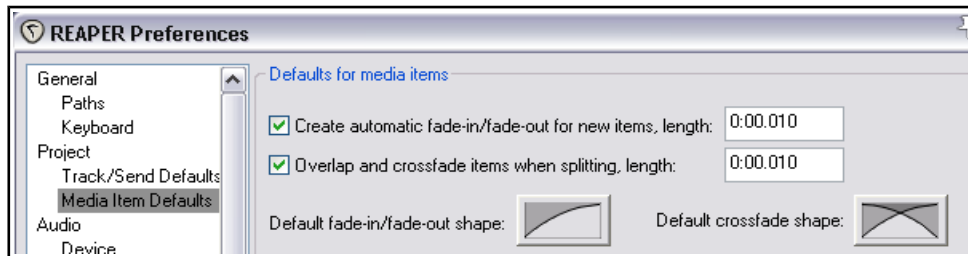 REAPER Preferences
General
Paths
Keyboard
Project
Track/Send Defaults
Media Item Defaults
Audio
Device
Defaults for media items
Create automatic fade-in/fade-out for new items, length: 0:00.010
Overlap and crossfade items when splitting, length: 0:00.010
Default fade-in/fade-out shape: Default crossfade shape: